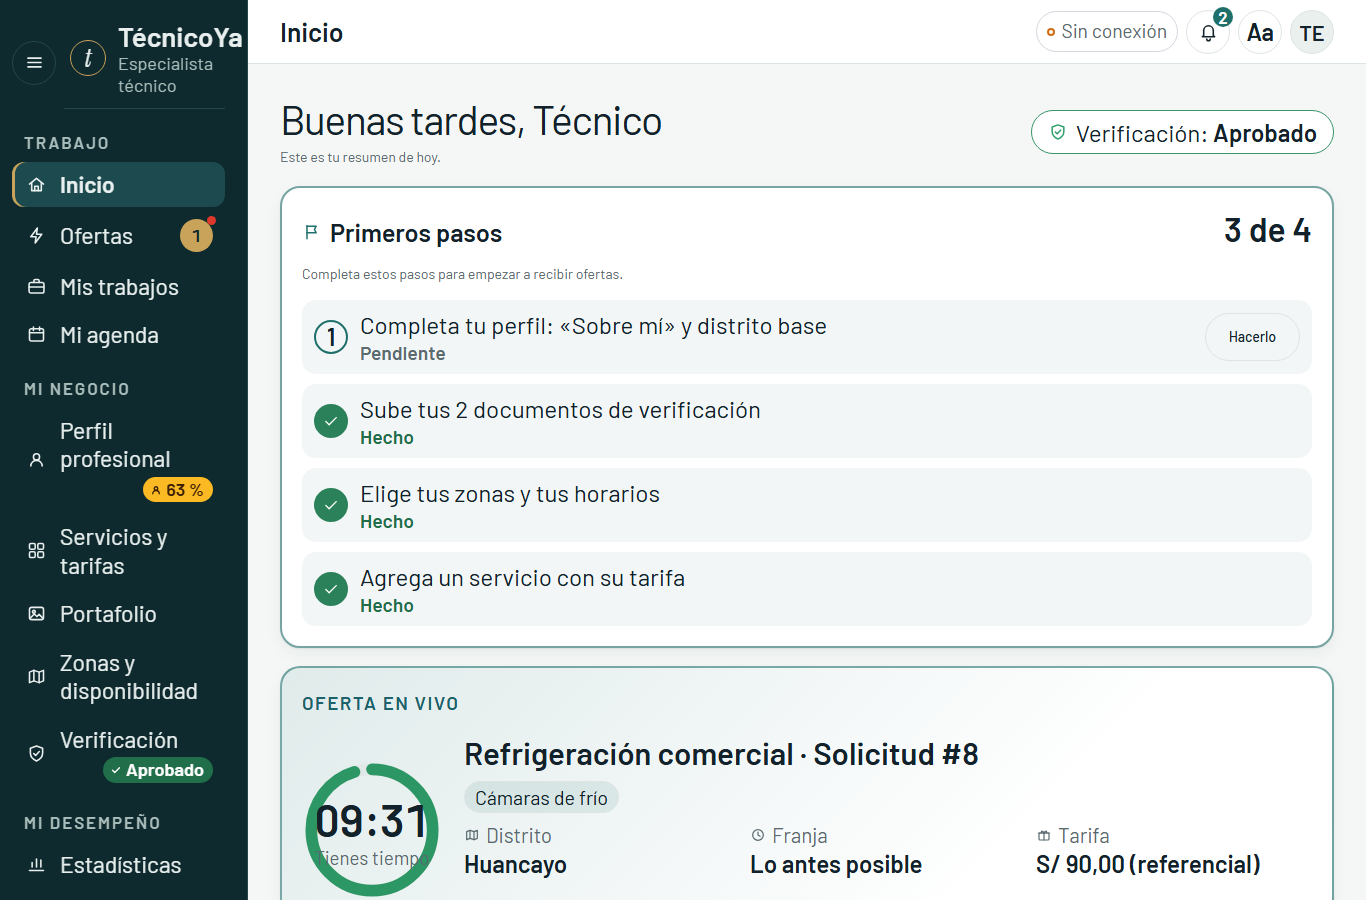 t
TécnicoYa
Especialista
técnico
TRABAJO
Inicio
Ofertas
1
Mis trabajos
Mi agenda
MI NEGOCIO
Perfil
profesional
63 %
Servicios y
tarifas
Portafolio
Zonas y
disponibilidad
Verificación
Aprobado
MI DESEMPEÑO
Estadísticas
Inicio
Sin conexión
2
Aa
TE
Buenas tardes, Técnico
Este es tu resumen de hoy.
Verificación: Aprobado
Primeros pasos
3 de 4
Completa estos pasos para empezar a recibir ofertas.
1
Completa tu perfil: «Sobre mí» y distrito base
Pendiente
Hacerlo
Sube tus 2 documentos de verificación
Hecho
Elige tus zonas y tus horarios
Hecho
Agrega un servicio con su tarifa
Hecho
OFERTA EN VIVO
09:31
Tienes tiempo
Refrigeración comercial · Solicitud #8
Cámaras de frío
Distrito
Huancayo
Franja
Lo antes posible
Tarifa
S/ 90,00 (referencial)